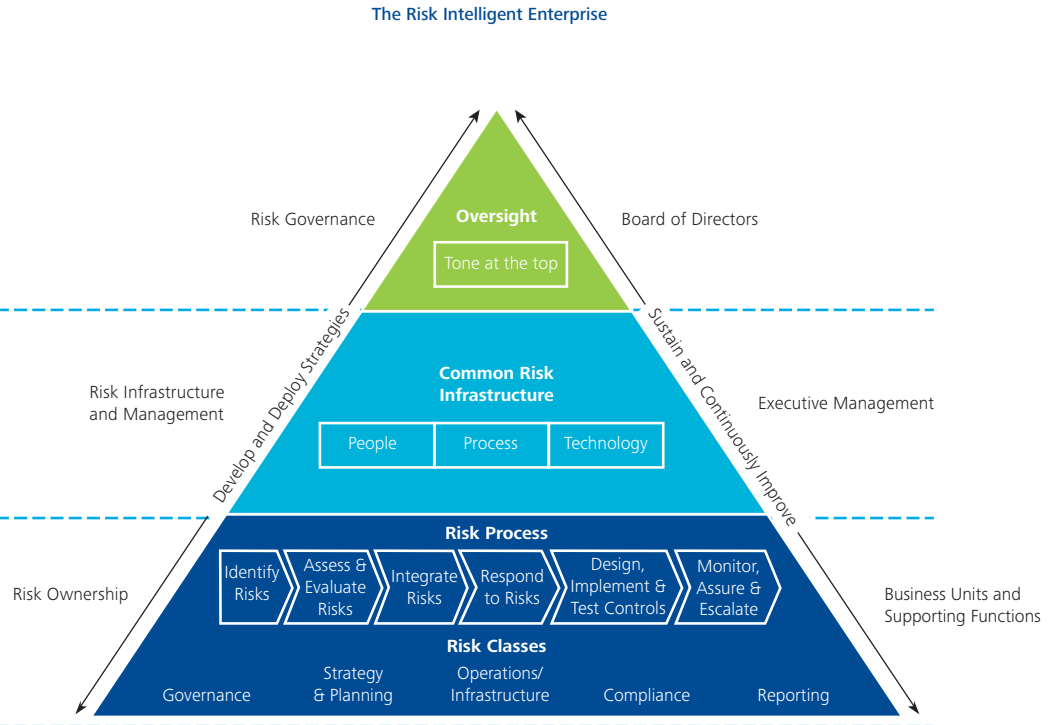 The Risk Intelligent Enterprise
Risk Governance
Oversight
Board of Directors
Tone at the top
Develop and Deploy Strategies
Sustain and Continuously Improve
Risk Infrastructure
and Management
Common Risk
Infrastructure
Executive Management
People
Process
Technology
Risk Process
Risk Ownership
Identify
Risks
Assess &
Evaluate
Risks
Integrate
Risks
Respond
to Risks
Design,
Implement &
Test Controls
Monitor,
Assure &
Escalate
Business Units and
Supporting Functions
Risk Classes
Governance
Strategy
& Planning
Operations/
Infrastructure
Compliance
Reporting